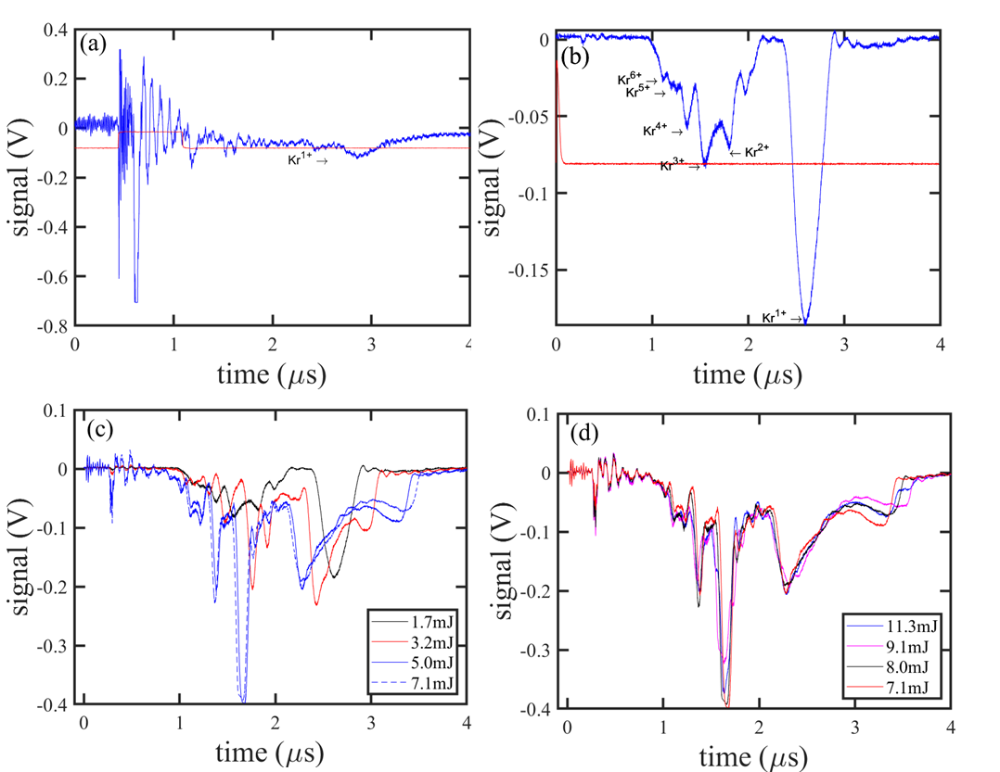 (a)
0.4
0.2
0
-0.2
-0.4
-0.6
-0.8
signal (V)
Kr1+ →
0
1
2
3
time (μs)
(b)
0
-0.05
-0.1
-0.15
signal (V)
Kr6+ →
Kr5+ →
Kr4+ →
Kr3+ →
← Kr2+
Kr1+ →
0
1
2
3
4
time (μs)
(c)
0.1
0
-0.1
-0.2
-0.3
-0.4
signal (V)
1.7mJ
3.2mJ
5.0mJ
7.1mJ
0
1
2
3
4
time (μs)
(d)
0.1
0
-0.1
-0.2
-0.3
-0.4
signal (V)
11.3mJ
9.1mJ
8.0mJ
7.1mJ
0
1
2
3
4
time (μs)